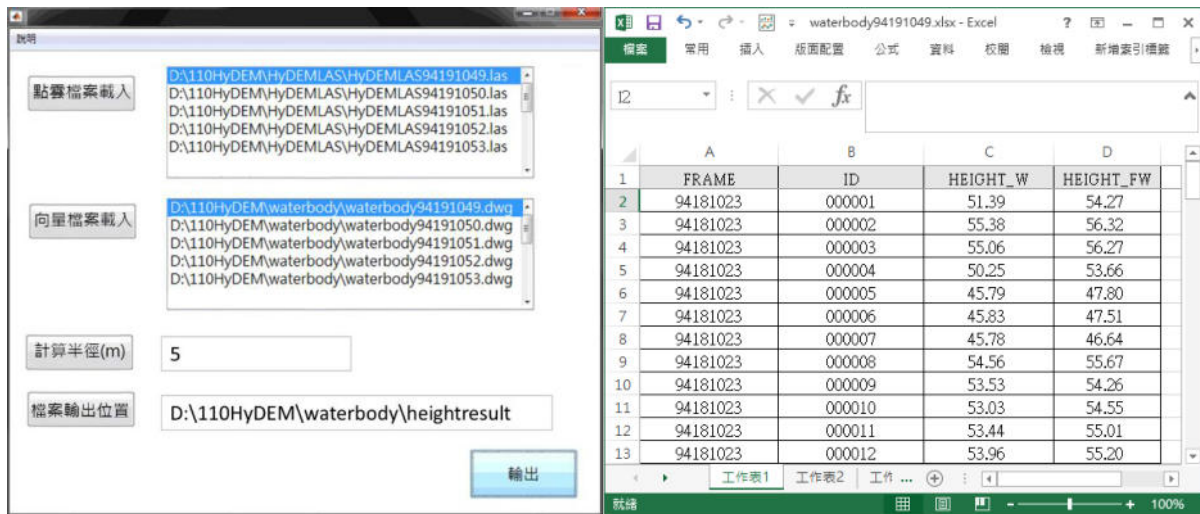 說明
點雲檔案載入
D:\110HyDEM\HyDEMLAS\HyDEMLAS94191049.las
D:\110HyDEM\HyDEMLAS\HyDEMLAS94191050.las
D:\110HyDEM\HyDEMLAS\HyDEMLAS94191051.las
D:\110HyDEM\HyDEMLAS\HyDEMLAS94191052.las
D:\110HyDEM\HyDEMLAS\HyDEMLAS94191053.las
向量檔案載入
D:\110HyDEM\waterbody\waterbody94191049.dwg
D:\110HyDEM\waterbody\waterbody94191050.dwg
D:\110HyDEM\waterbody\waterbody94191051.dwg
D:\110HyDEM\waterbody\waterbody94191052.dwg
D:\110HyDEM\waterbody\waterbody94191053.dwg
計算半徑(m) 5
檔案輸出位置 D:\110HyDEM\waterbody\heightresult
輸出
waterbody94191049.xlsx - Excel
檔案 常用 插入 版面配置 公式 資料 校閱 檢視 新增索引標籤
I2 fx
A B C D
1 FRAME ID HEIGHT_W HEIGHT_FW
2 94181023 000001 51.39 54.27
3 94181023 000002 55.38 56.32
4 94181023 000003 55.06 56.27
5 94181023 000004 50.25 53.66
6 94181023 000005 45.79 47.80
7 94181023 000006 45.83 47.51
8 94181023 000007 45.78 46.64
9 94181023 000008 54.56 55.67
10 94181023 000009 53.53 54.26
11 94181023 000010 53.03 54.55
12 94181023 000011 53.44 55.01
13 94181023 000012 53.96 55.20
工作表1 工作表2 工作 ...
就緒 100%